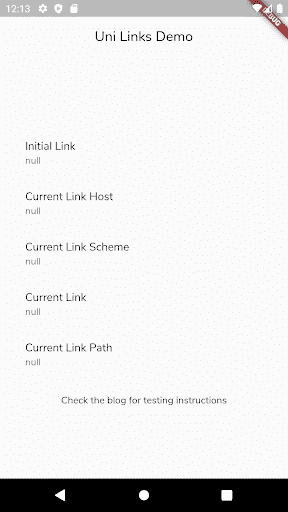 12:13
DEBUG
Uni Links Demo
Initial Link
null
Current Link Host
null
Current Link Scheme
null
Current Link
null
Current Link Path
null
Check the blog for testing instructions